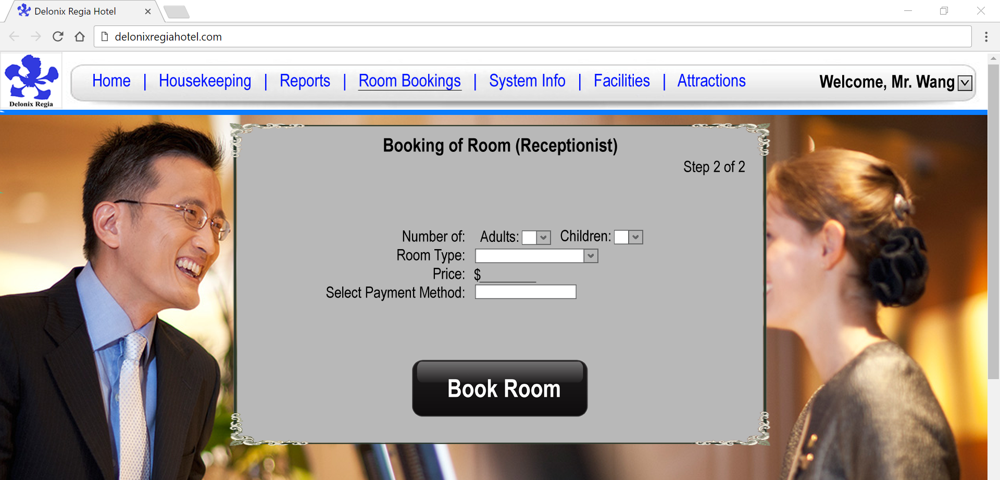 Delonix Regia Hotel
delonixregiahotel.com
Delonix Regia
Home | Housekeeping | Reports | Room Bookings | System Info | Facilities | Attractions
Welcome, Mr. Wang
Booking of Room (Receptionist)
Step 2 of 2
Number of: Adults: Children:
Room Type:
Price: $_________
Select Payment Method:
Book Room